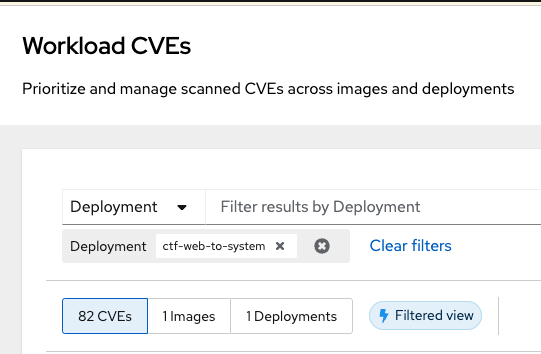 Workload CVEs
Prioritize and manage scanned CVEs across images and deployments
Deployment Filter results by Deployment
Deployment ctf-web-to-system Clear filters
82 CVEs 1 Images 1 Deployments Filtered view